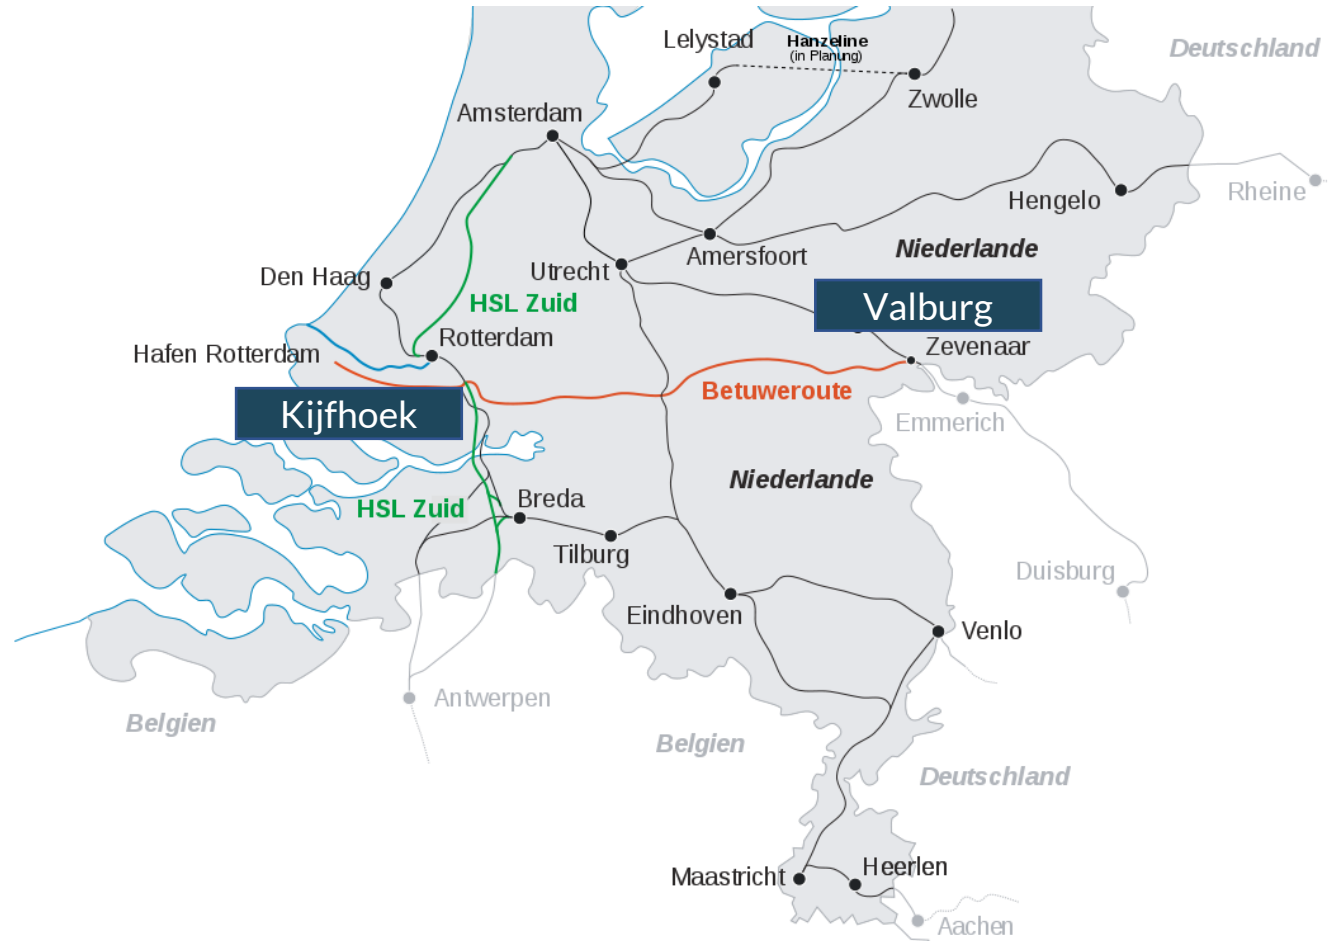 Lelystad
Hanzeline
(in Planung)
Deutschland
Zwolle
Amsterdam
Rheine
Hengelo
Niederlande
Amersfoort
Utrecht
Den Haag
HSL Zuid
Valburg
Rotterdam
Zevenaar
Hafen Rotterdam
Betuweroute
Kijfhoek
Emmerich
Niederlande
Breda
HSL Zuid
Tilburg
Duisburg
Eindhoven
Venlo
Antwerpen
Belgien
Belgien
Deutschland
Maastricht
Heerlen
Aachen